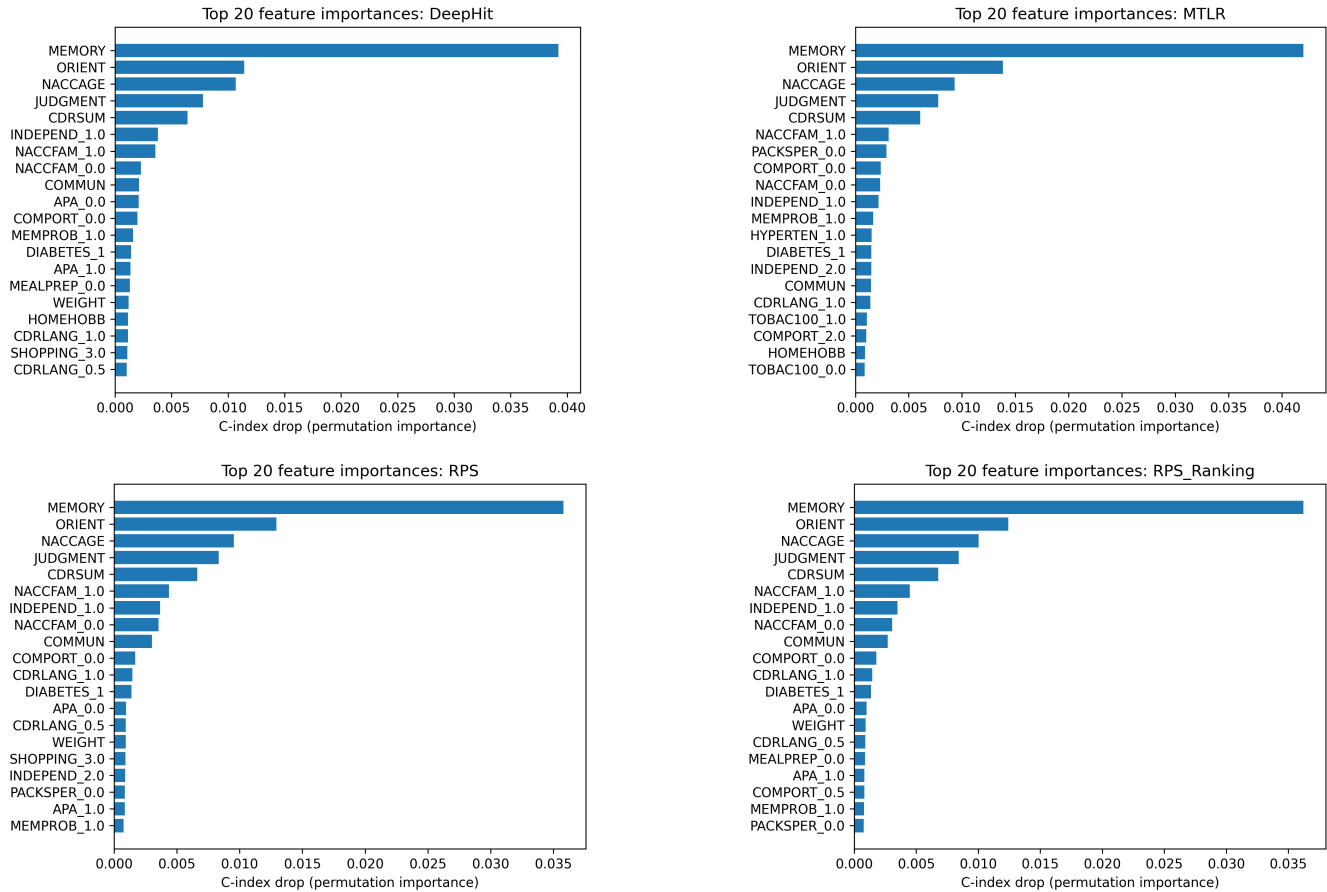 Top 20 feature importances: DeepHit
MEMORY
ORIENT
NACCAGE
JUDGMENT
CDRSUM
INDEPEND_1.0
NACCFAM_1.0
NACCFAM_0.0
COMMUN
APA_0.0
COMPORT_0.0
MEMPROB_1.0
DIABETES_1
APA_1.0
MEALPREP_0.0
WEIGHT
HOMEHOBB
CDRLANG_1.0
SHOPPING_3.0
CDRLANG_0.5
0.000 0.005 0.010 0.015 0.020 0.025 0.030 0.035 0.040
C-index drop (permutation importance)
Top 20 feature importances: MTLR
MEMORY
ORIENT
NACCAGE
JUDGMENT
CDRSUM
NACCFAM_1.0
PACKSPER_0.0
COMPORT_0.0
NACCFAM_0.0
INDEPEND_1.0
MEMPROB_1.0
HYPERTEN_1.0
DIABETES_1
INDEPEND_2.0
COMMUN
CDRLANG_1.0
TOBAC100_1.0
COMPORT_2.0
HOMEHOBB
TOBAC100_0.0
0.000 0.005 0.010 0.015 0.020 0.025 0.030 0.035 0.040
C-index drop (permutation importance)
Top 20 feature importances: RPS
MEMORY
ORIENT
NACCAGE
JUDGMENT
CDRSUM
NACCFAM_1.0
INDEPEND_1.0
NACCFAM_0.0
COMMUN
COMPORT_0.0
CDRLANG_1.0
DIABETES_1
APA_0.0
CDRLANG_0.5
WEIGHT
SHOPPING_3.0
INDEPEND_2.0
PACKSPER_0.0
APA_1.0
MEMPROB_1.0
0.000 0.005 0.010 0.015 0.020 0.025 0.030 0.035
C-index drop (permutation importance)
Top 20 feature importances: RPS_Ranking
MEMORY
ORIENT
NACCAGE
JUDGMENT
CDRSUM
NACCFAM_1.0
INDEPEND_1.0
NACCFAM_0.0
COMMUN
COMPORT_0.0
CDRLANG_1.0
DIABETES_1
APA_0.0
WEIGHT
CDRLANG_0.5
MEALPREP_0.0
APA_1.0
COMPORT_0.5
MEMPROB_1.0
PACKSPER_0.0
0.000 0.005 0.010 0.015 0.020 0.025 0.030 0.035
C-index drop (permutation importance)